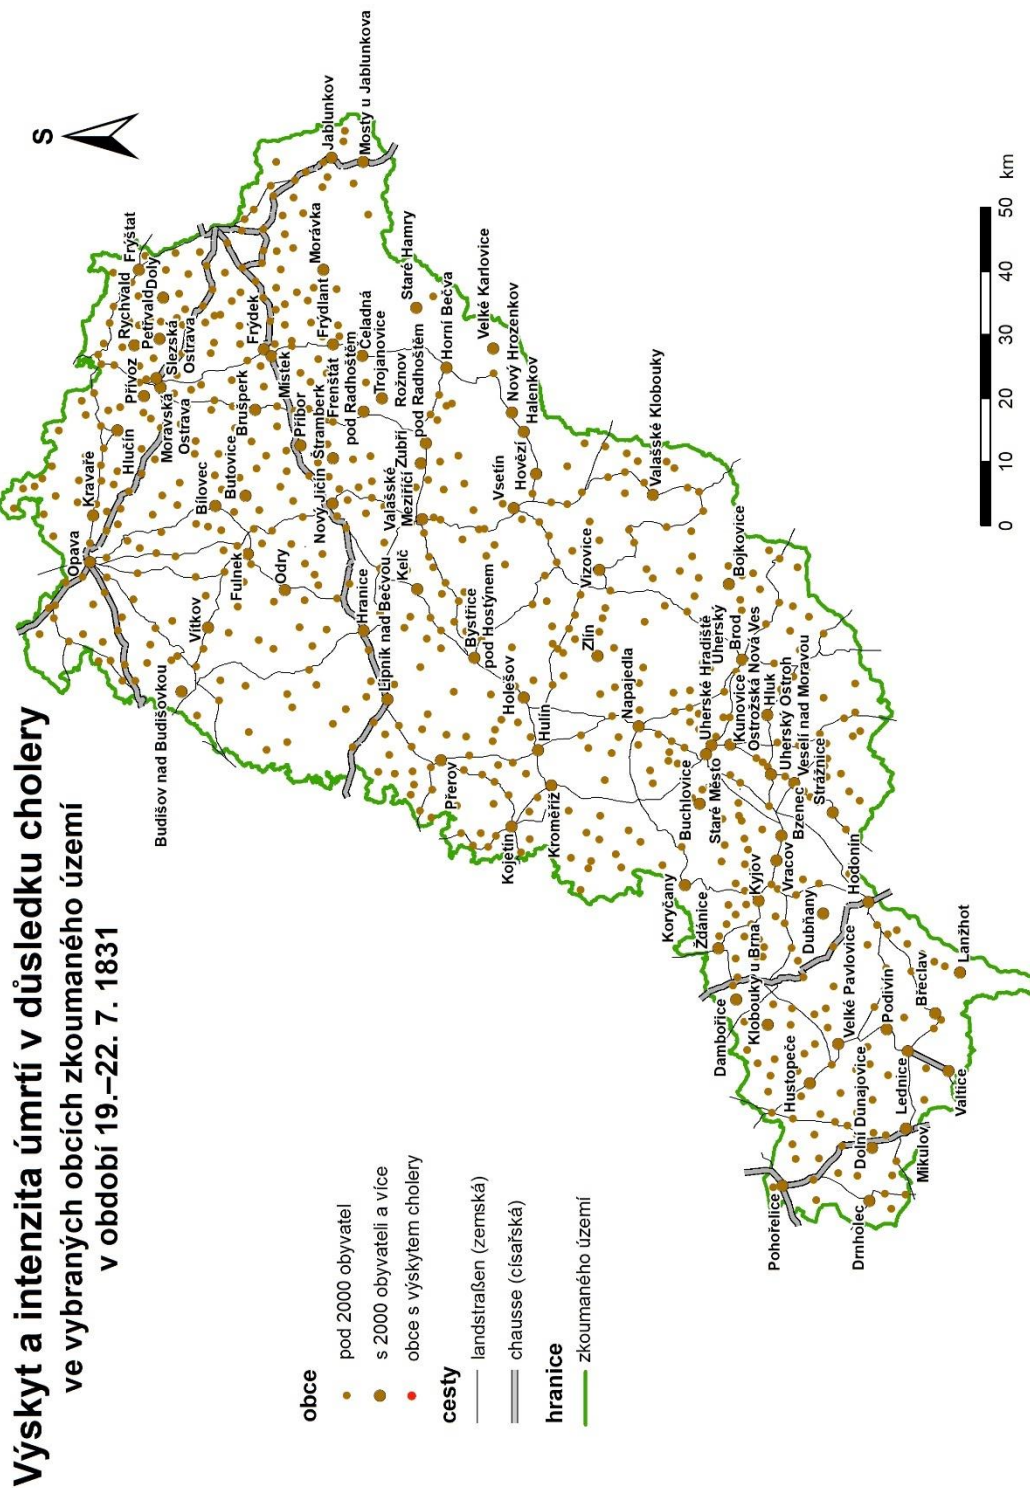 Výskyt a intenzita úmrtí v důsledku cholery
ve vybraných obcích zkoumaného území
v období 19.–22. 7. 1831
S
obce
pod 2000 obyvatel
s 2000 obyvateli a více
obce s výskytem cholery
cesty
landstraßen (zemská)
chausse (císařská)
hranice
zkoumaného území
0 10 20 30 40 50 km
Opava
Kravaře
Hlučín
Přívoz
Rychvald
Petřvald
Doly
Fryštat
Slezská
Ostrava
Moravská
Ostrava
Vítkov
Budišov nad Budišovkou
Bílovec
Butovice
Fulnek
Odry
Brušperk
Frýdek
Místek
Příbor
Štramberk
Nový Jičín
Frenštát
pod Radhoštěm
Frýdlant
Morávka
Jablunkov
Mosty u Jablunkova
Čeladná
Trojanovice
Staré Hamry
Hranice
Lipník nad Bečvou
Kelč
Valašské
Meziříčí
Zubří
Rožnov
pod Radhoštěm
Horní Bečva
Velké Karlovice
Nový Hrozenkov
Halenkov
Hovězí
Vsetín
Bystřice
pod Hostýnem
Holešov
Hulín
Přerov
Kojetín
Kroměříž
Zlín
Vizovice
Valašské Klobouky
Napajedla
Bojkovice
Uherský
Brod
Uherské Hradiště
Kunovice
Ostrožská Nová Ves
Hluk
Uherský Ostroh
Veselí nad Moravou
Strážnice
Staré Město
Buchlovice
Bzenec
Vracov
Kyjov
Koryčany
Ždánice
Dubňany
Hodonín
Dambořice
Klobouky u Brna
Hustopeče
Velké Pavlovice
Podivín
Břeclav
Lanžhot
Lednice
Valtice
Dolní Dunajovice
Mikulov
Pohořelice
Drnholec